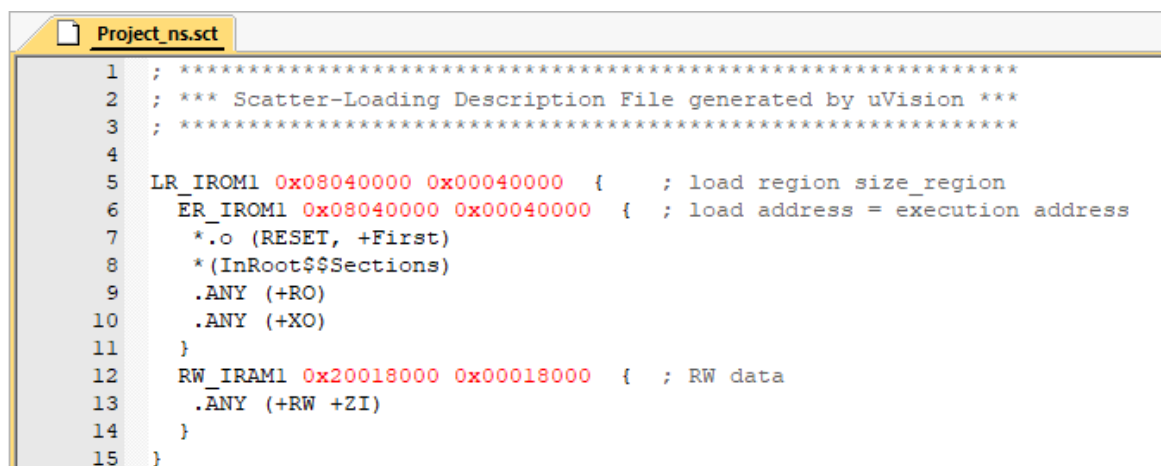 Project_ns.sct
1 ; *************************************************************
2 ; *** Scatter-Loading Description File generated by uVision ***
3 ; *************************************************************
4
5 LR_IROM1 0x08040000 0x00040000  {    ; load region size_region
6   ER_IROM1 0x08040000 0x00040000  {  ; load address = execution address
7    *.o (RESET, +First)
8    *(InRoot$$Sections)
9    .ANY (+RO)
10    .ANY (+XO)
11   }
12   RW_IRAM1 0x20018000 0x00018000  {  ; RW data
13    .ANY (+RW +ZI)
14   }
15 }